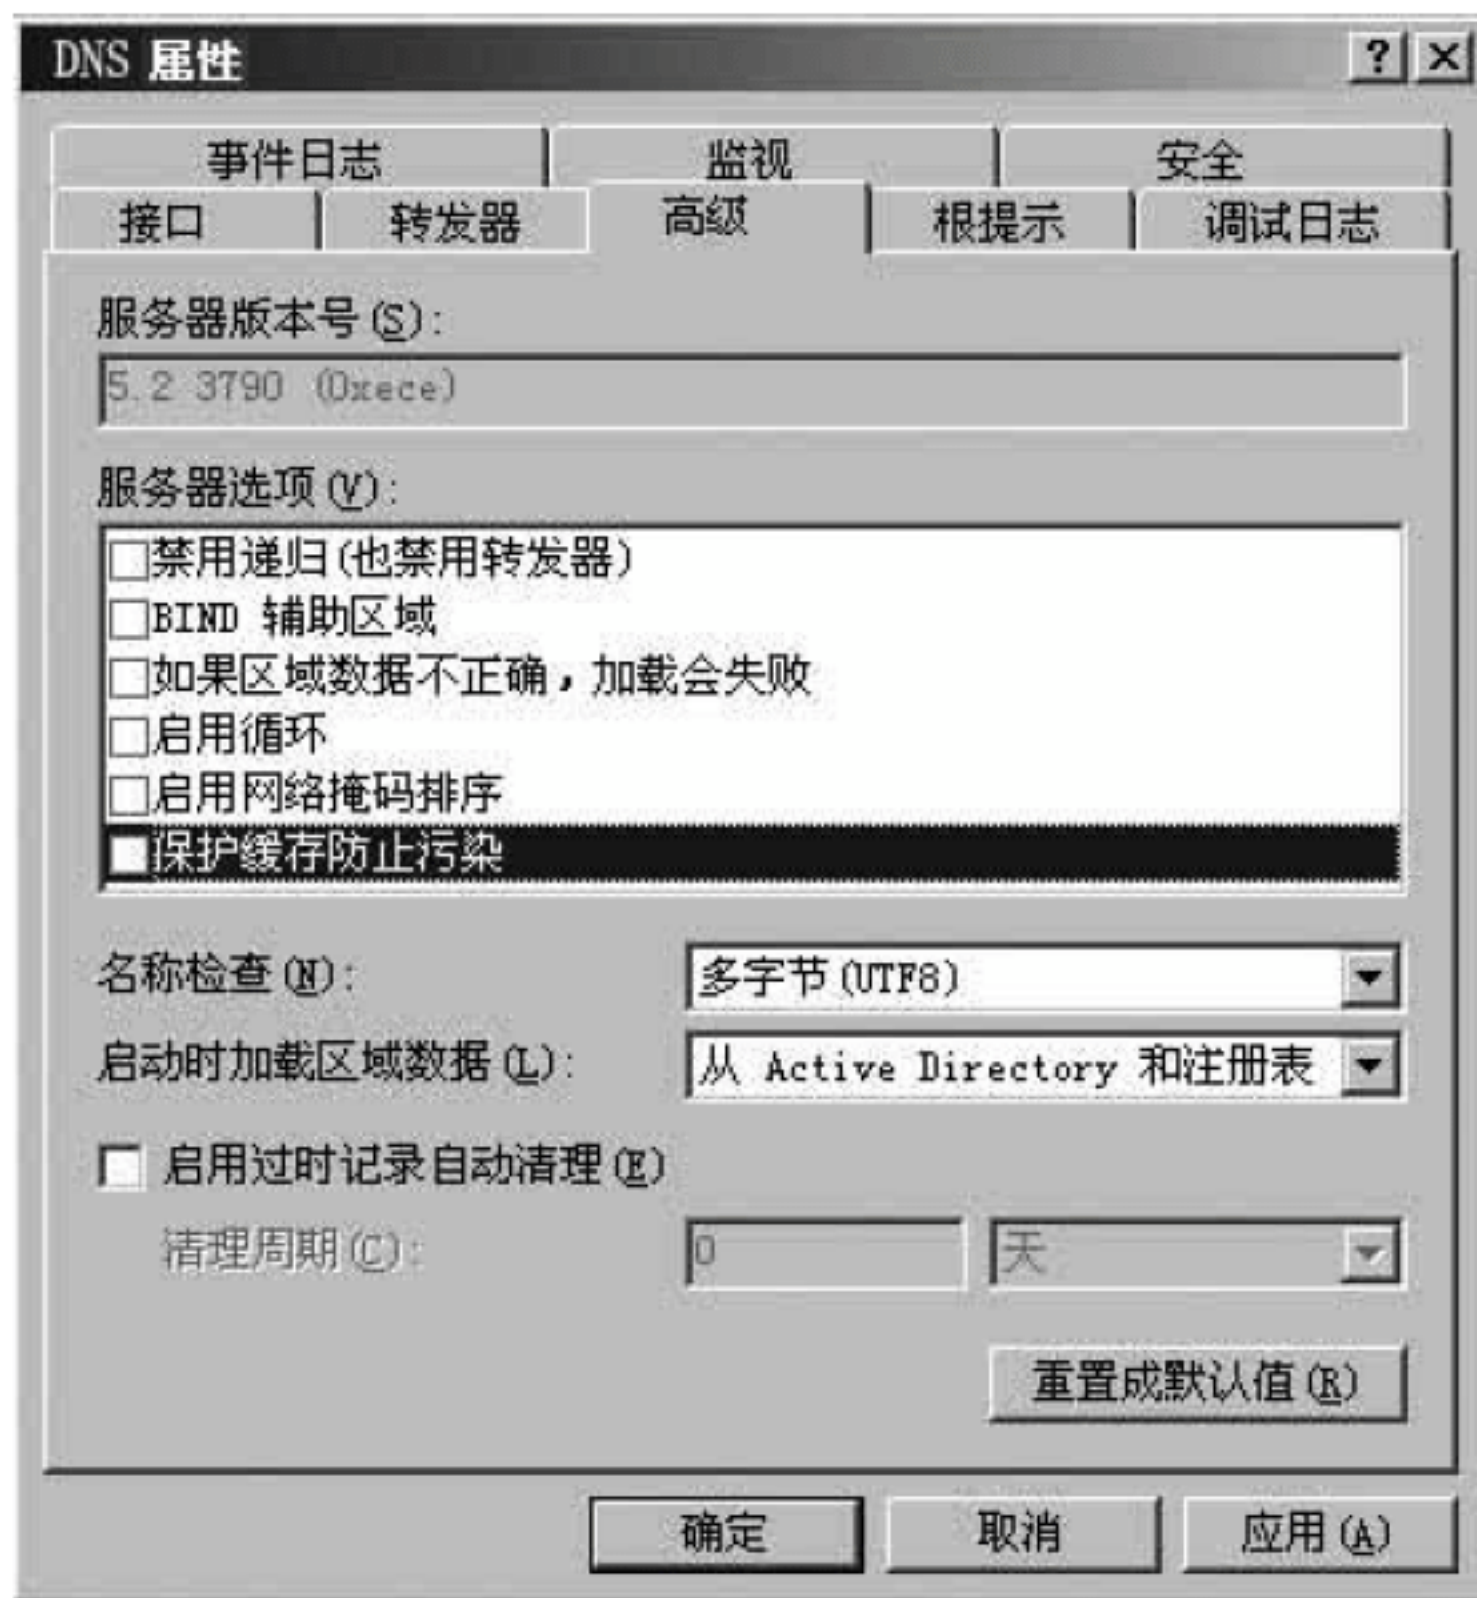 DNS 属性
事件日志 监视 安全
接口 转发器 高级 根提示 调试日志
服务器版本号(S):
5.2 3790 (0xece)
服务器选项(V):
禁用递归(也禁用转发器)
BIND 辅助区域
如果区域数据不正确，加载会失败
启用循环
启用网络掩码排序
保护缓存防止污染
名称检查(N): 多字节(UTF8)
启动时加载区域数据(L): 从 Active Directory 和注册表
启用过时记录自动清理(E)
清理周期(C): 0 天
重置成默认值(R)
确定 取消 应用(A)